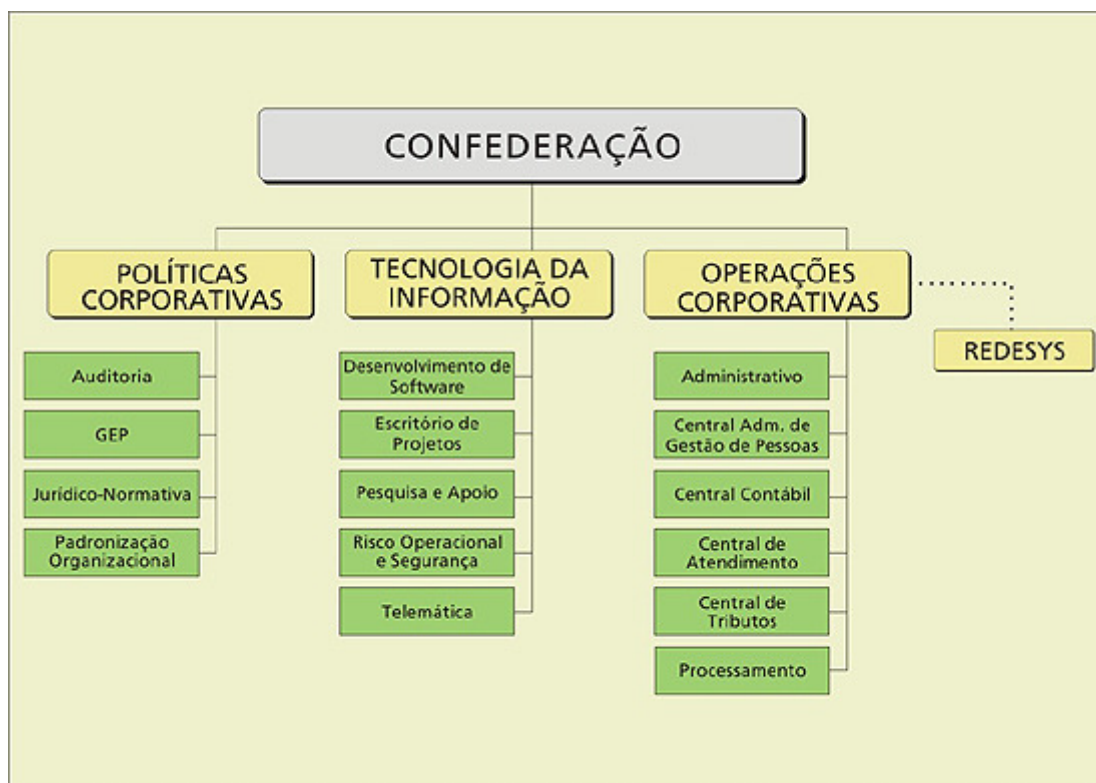 CONFEDERAÇÃO
POLÍTICAS
CORPORATIVAS
Auditoria
GEP
Jurídico-Normativa
Padronização
Organizacional
TECNOLOGIA DA
INFORMAÇÃO
Desenvolvimento de
Software
Escritório de
Projetos
Pesquisa e Apoio
Risco Operacional
e Segurança
Telemática
OPERAÇÕES
CORPORATIVAS
Administrativo
Central Adm. de
Gestão de Pessoas
Central Contábil
Central de
Atendimento
Central de
Tributos
Processamento
REDESYS